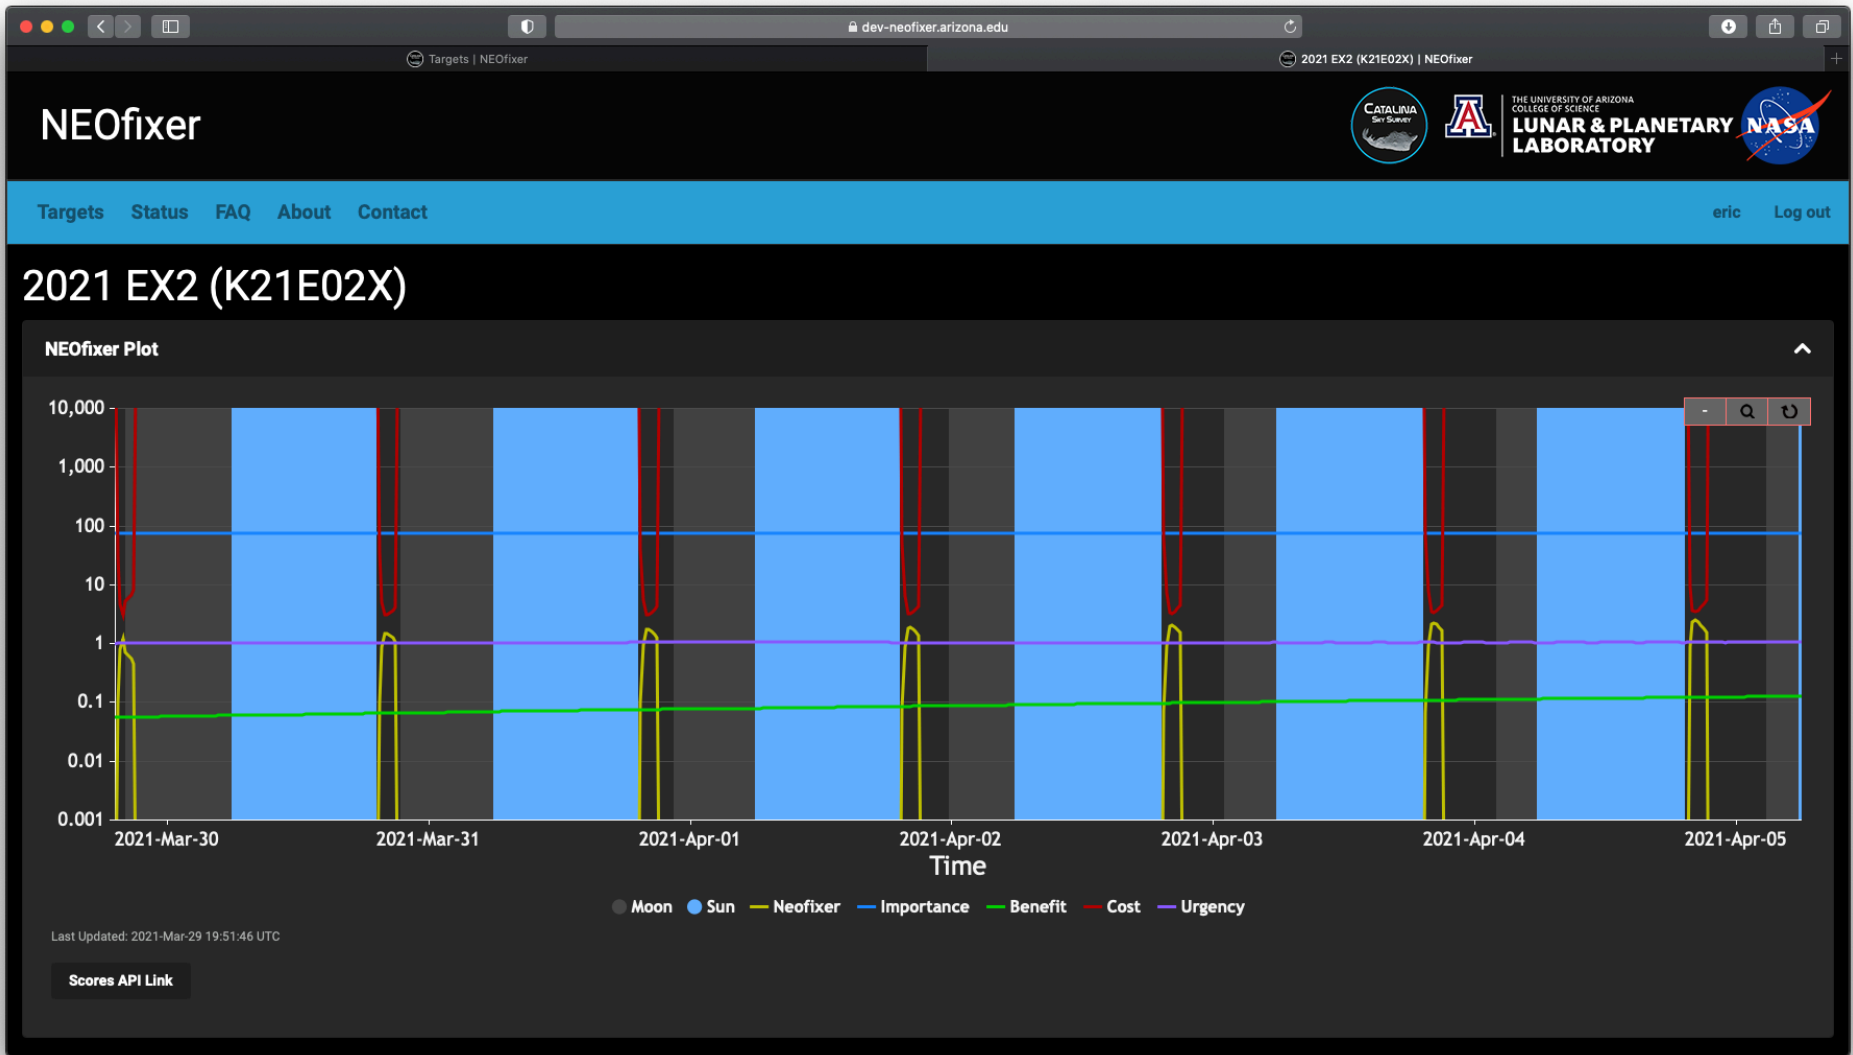 dev-neofixer.arizona.edu
Targets | NEOfixer
2021 EX2 (K21E02X) | NEOfixer
NEOfixer
CATALINA
SKY SURVEY
A
THE UNIVERSITY OF ARIZONA
COLLEGE OF SCIENCE
LUNAR & PLANETARY
LABORATORY
NASA
Targets Status FAQ About Contact eric Log out
2021 EX2 (K21E02X)
NEOfixer Plot
10,000
1,000
100
10
1
0.1
0.01
0.001
2021-Mar-30 2021-Mar-31 2021-Apr-01 2021-Apr-02 2021-Apr-03 2021-Apr-04 2021-Apr-05
Time
Moon Sun Neofixer Importance Benefit Cost Urgency
Last Updated: 2021-Mar-29 19:51:46 UTC
Scores API Link